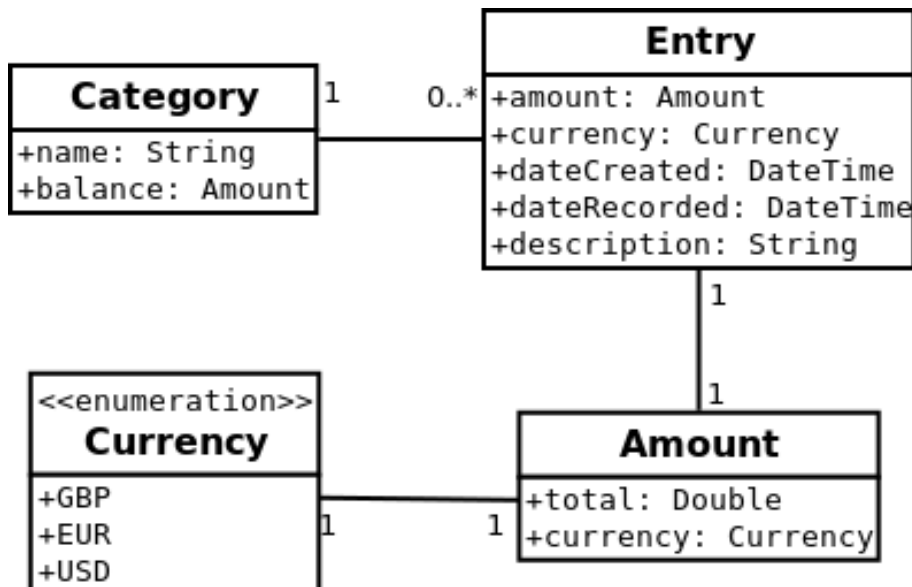 Entry
+amount: Amount
+currency: Currency
+dateCreated: DateTime
+dateRecorded: DateTime
+description: String
Category
+name: String
+balance: Amount
1
0..*
1
1
<<enumeration>>
Currency
+GBP
+EUR
+USD
1
1
Amount
+total: Double
+currency: Currency